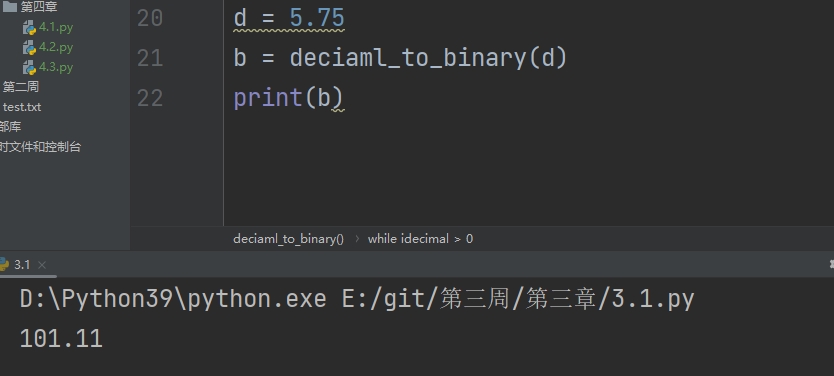 第四章
4.1.py
4.2.py
4.3.py
第二周
test.txt
部库
时文件和控制台
20 d = 5.75
21 b = deciaml_to_binary(d)
22 print(b)
deciaml_to_binary() › while idecimal > 0
3.1 ×
D:\Python39\python.exe E:/git/第三周/第三章/3.1.py
101.11